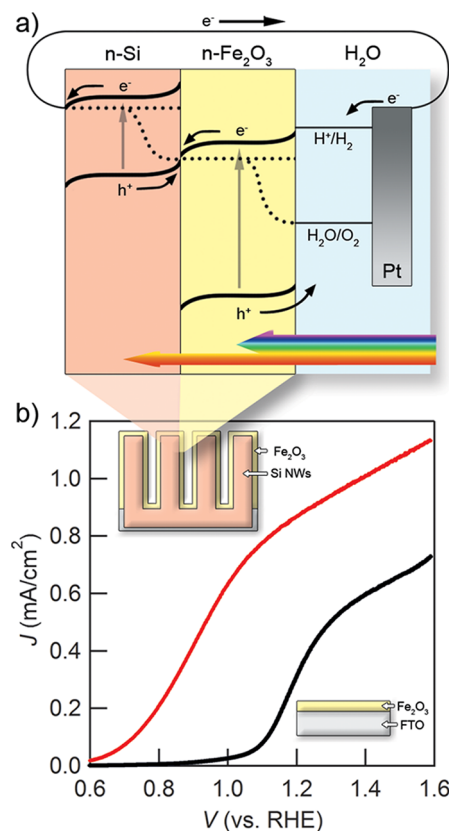 a)
e⁻
n-Si
n-Fe₂O₃
H₂O
e⁻
e⁻
e⁻
H⁺/H₂
h⁺
H₂O/O₂
Pt
h⁺
b)
1.2
1.0
0.8
0.6
0.4
0.2
0.0
J (mA/cm²)
Fe₂O₃
Si NWs
Fe₂O₃
FTO
0.6
0.8
1.0
1.2
1.4
1.6
V (vs. RHE)